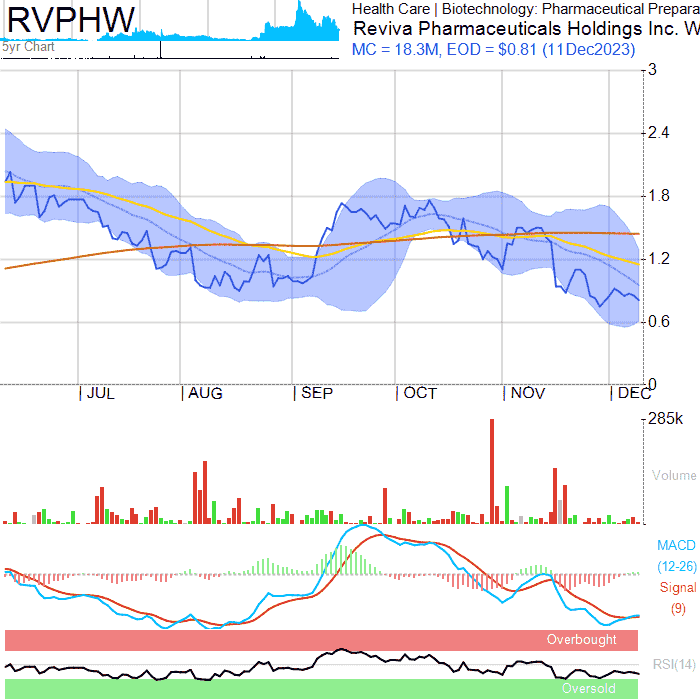 RVPHW
Health Care | Biotechnology: Pharmaceutical Prepara
Reviva Pharmaceuticals Holdings Inc. W
MC = 18.3M, EOD = $0.81 (11Dec2023)
5yr Chart
3
2.4
1.8
1.2
0.6
0
JUL AUG SEP OCT NOV DEC
285k
Volume
MACD
(12-26)
Signal
(9)
Overbought
RSI(14)
Oversold